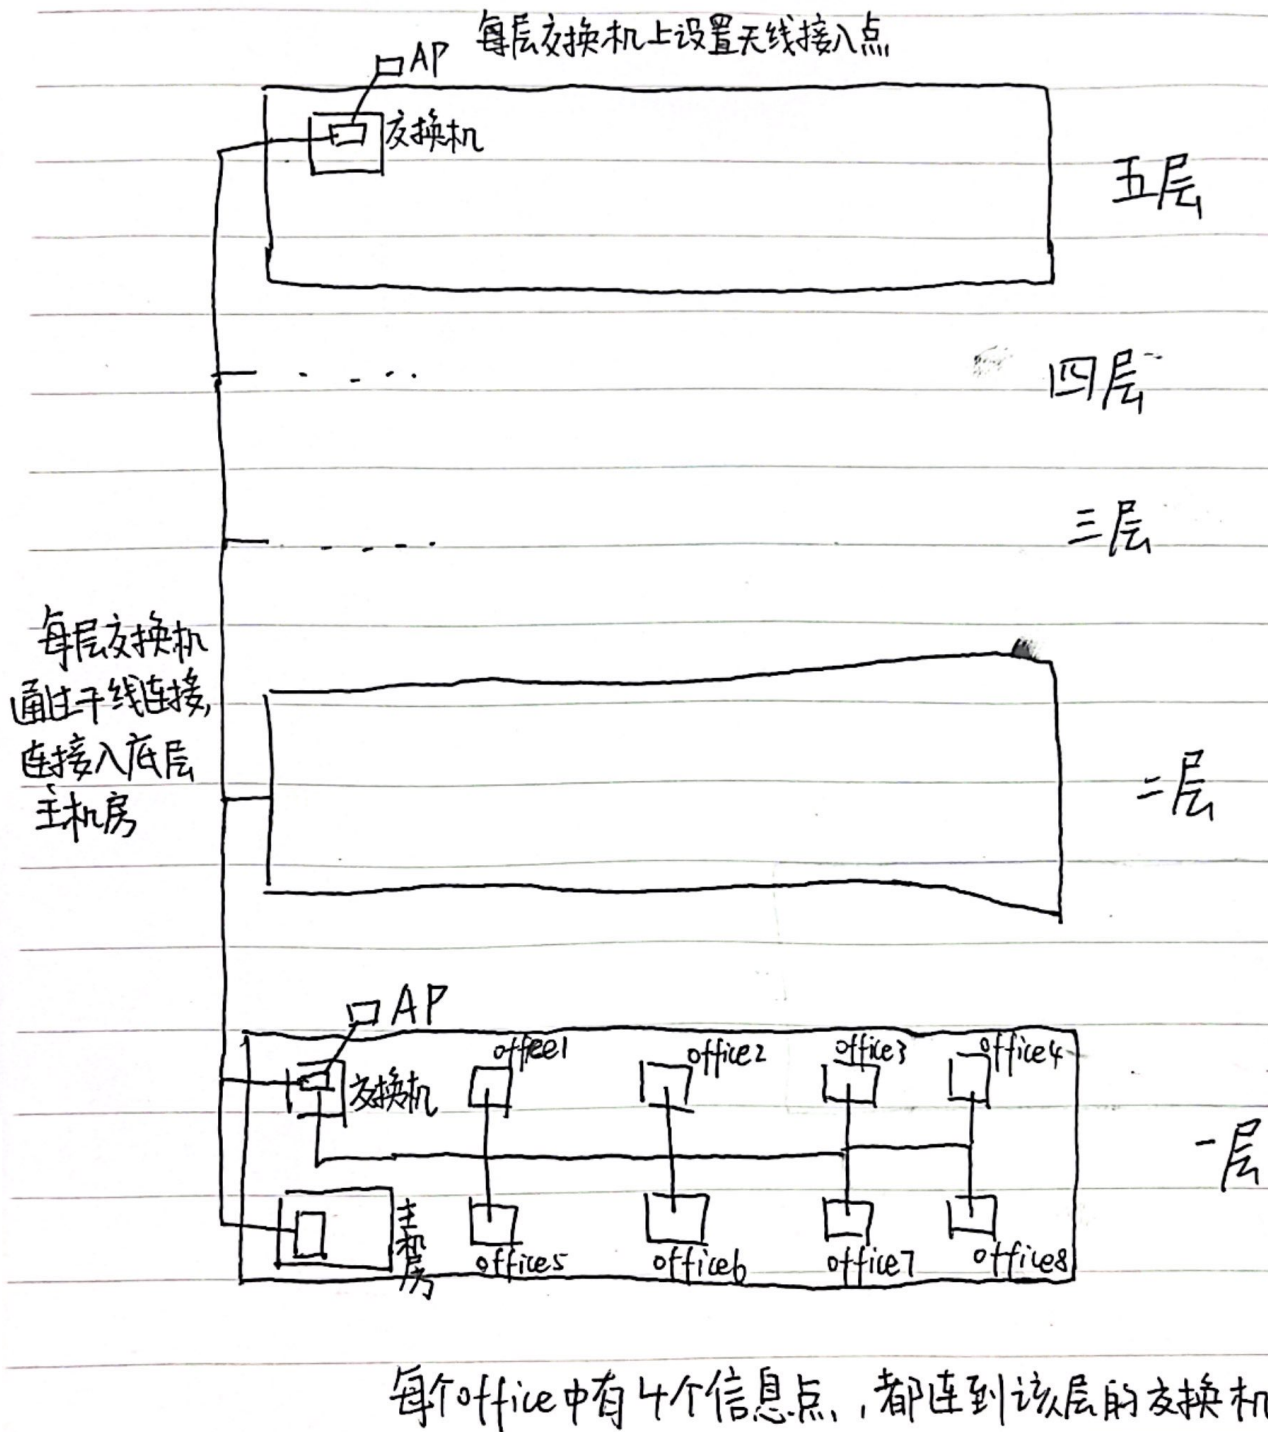 每层交换机上设置无线接入点
AP
交换机
五层
四层
三层
每层交换机
通过干线连接,
连接入底层
主机房
二层
AP
offiee1
office2
office3
office4
交换机
一层
主机房
office5
office6
office7
office8
每个office中有4个信息点,都连到该层的交换机